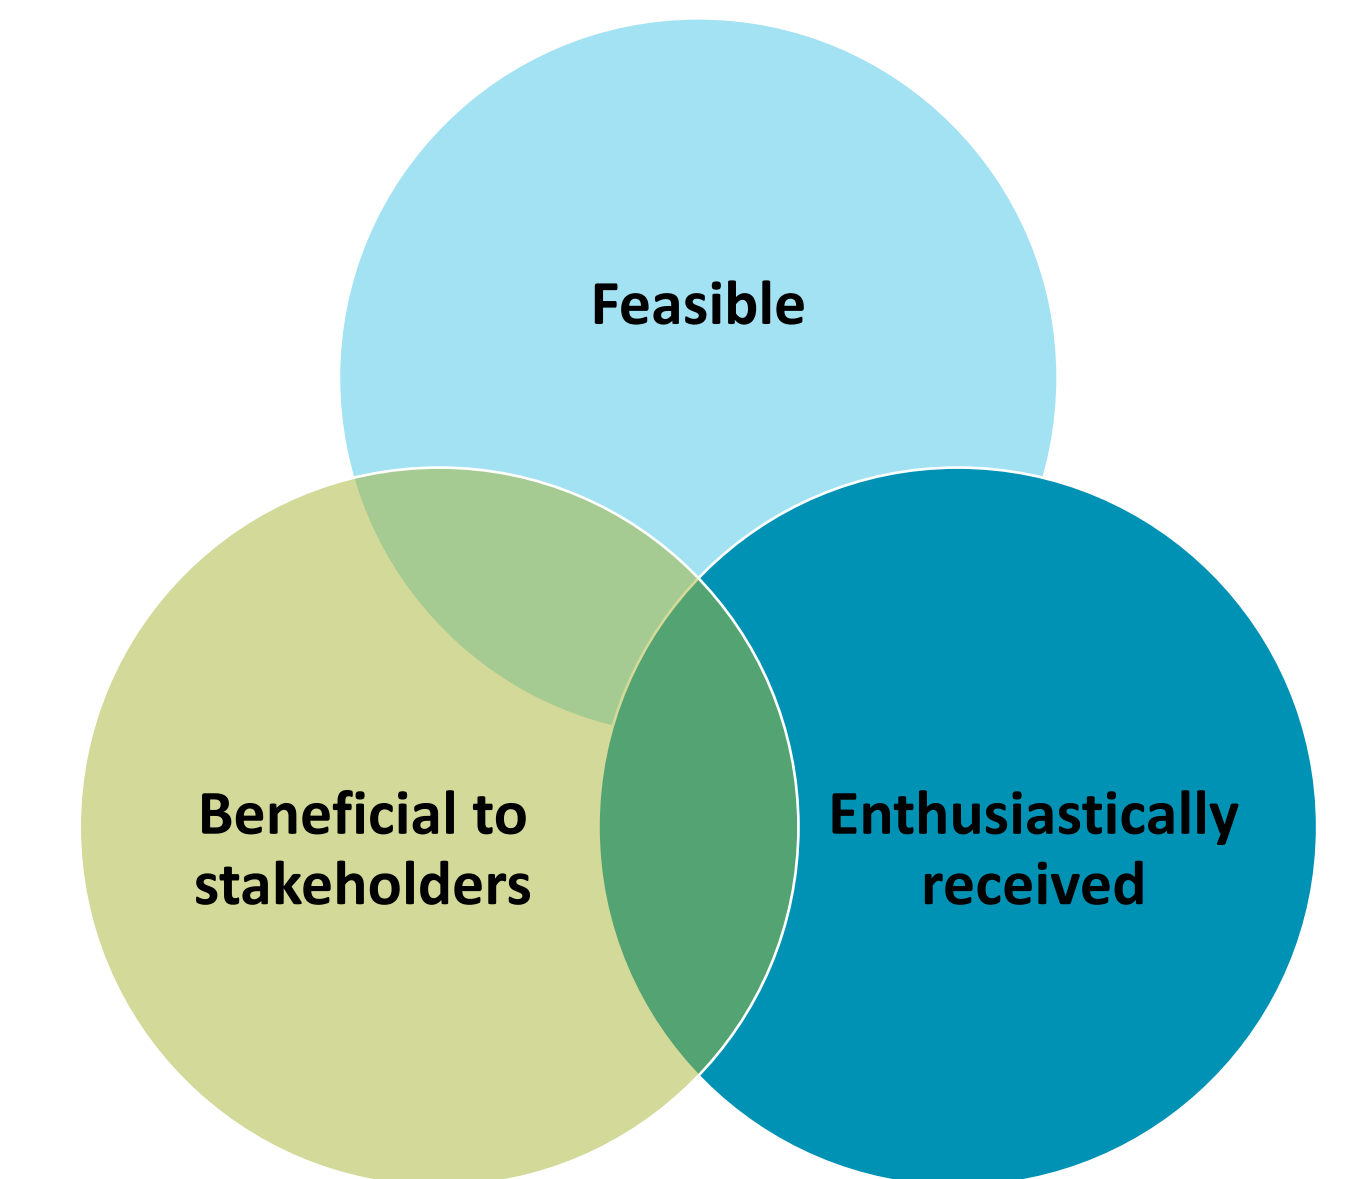 Feasible
Beneficial to
stakeholders
Enthusiastically
received